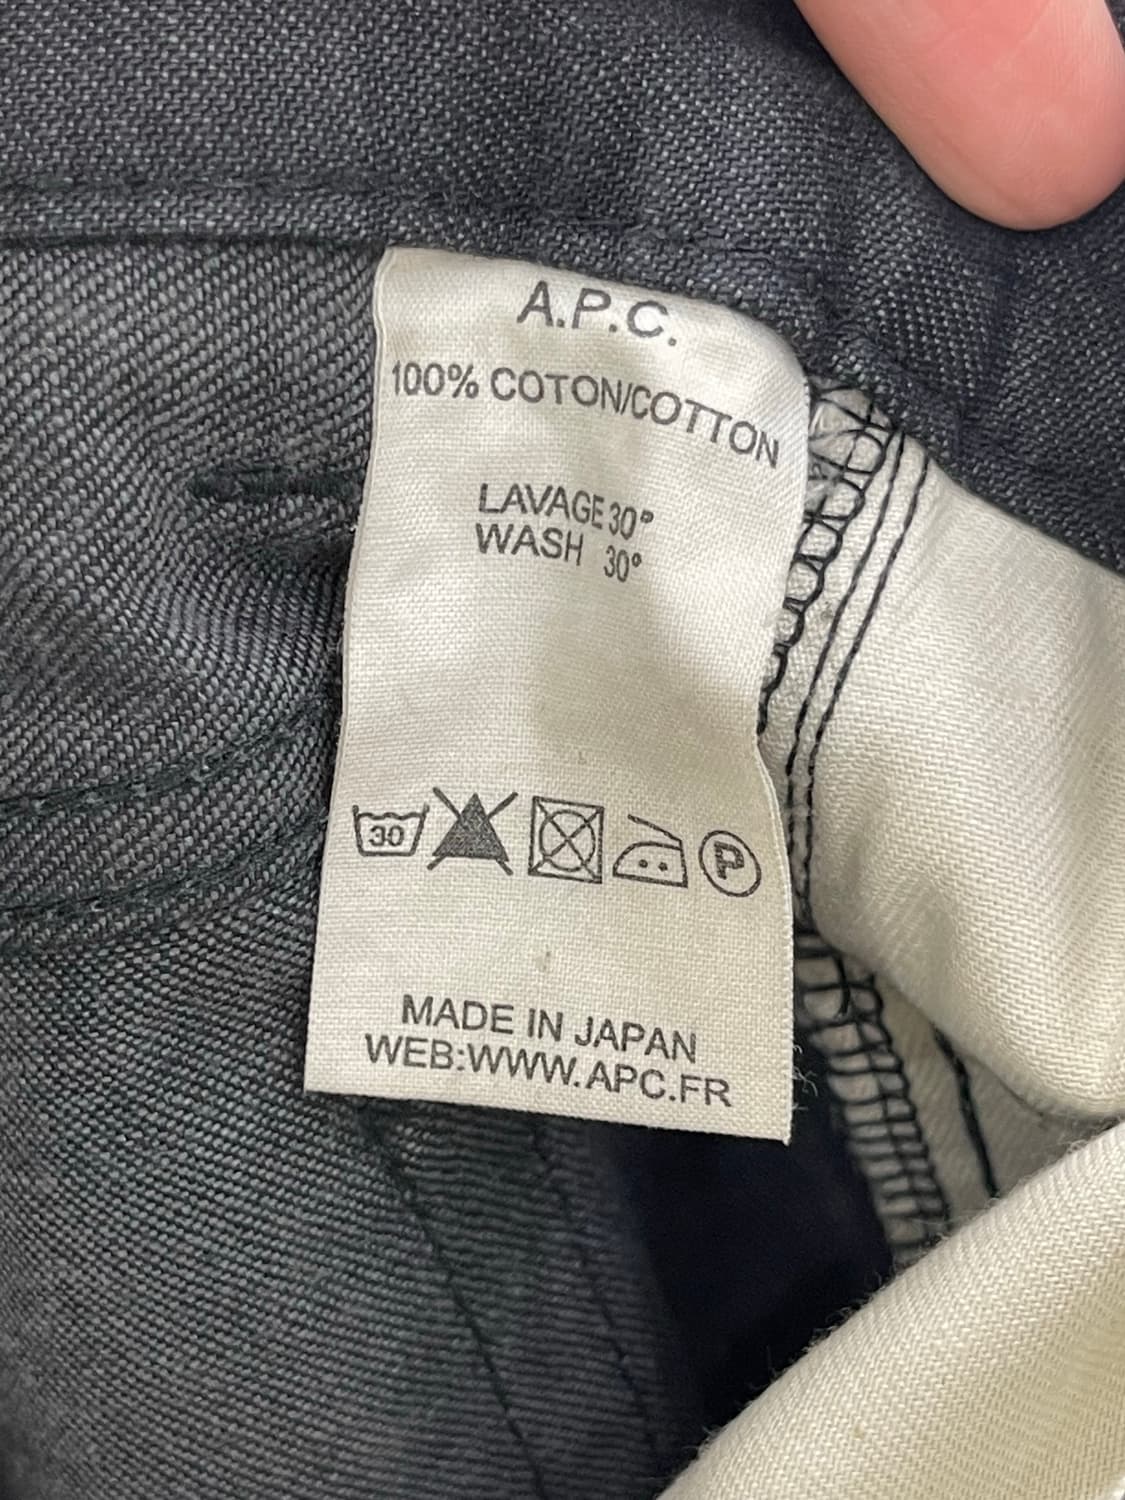 A.P.C.
100% COTON/COTTON
LAVAGE 30°
WASH 30°
30 P
MADE IN JAPAN
WEB:WWW.APC.FR